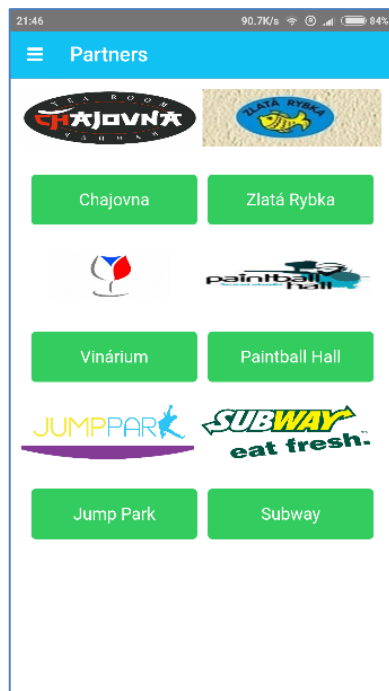 21:46 90.7K/s 84%
Partners
TEA ROOM
CHAJOVNA
ZLATÁ RYBKA
Chajovna Zlatá Rybka
paintball
hall
Vinárium Paintball Hall
JUMPPARK
SUBWAY
eat fresh.
Jump Park Subway